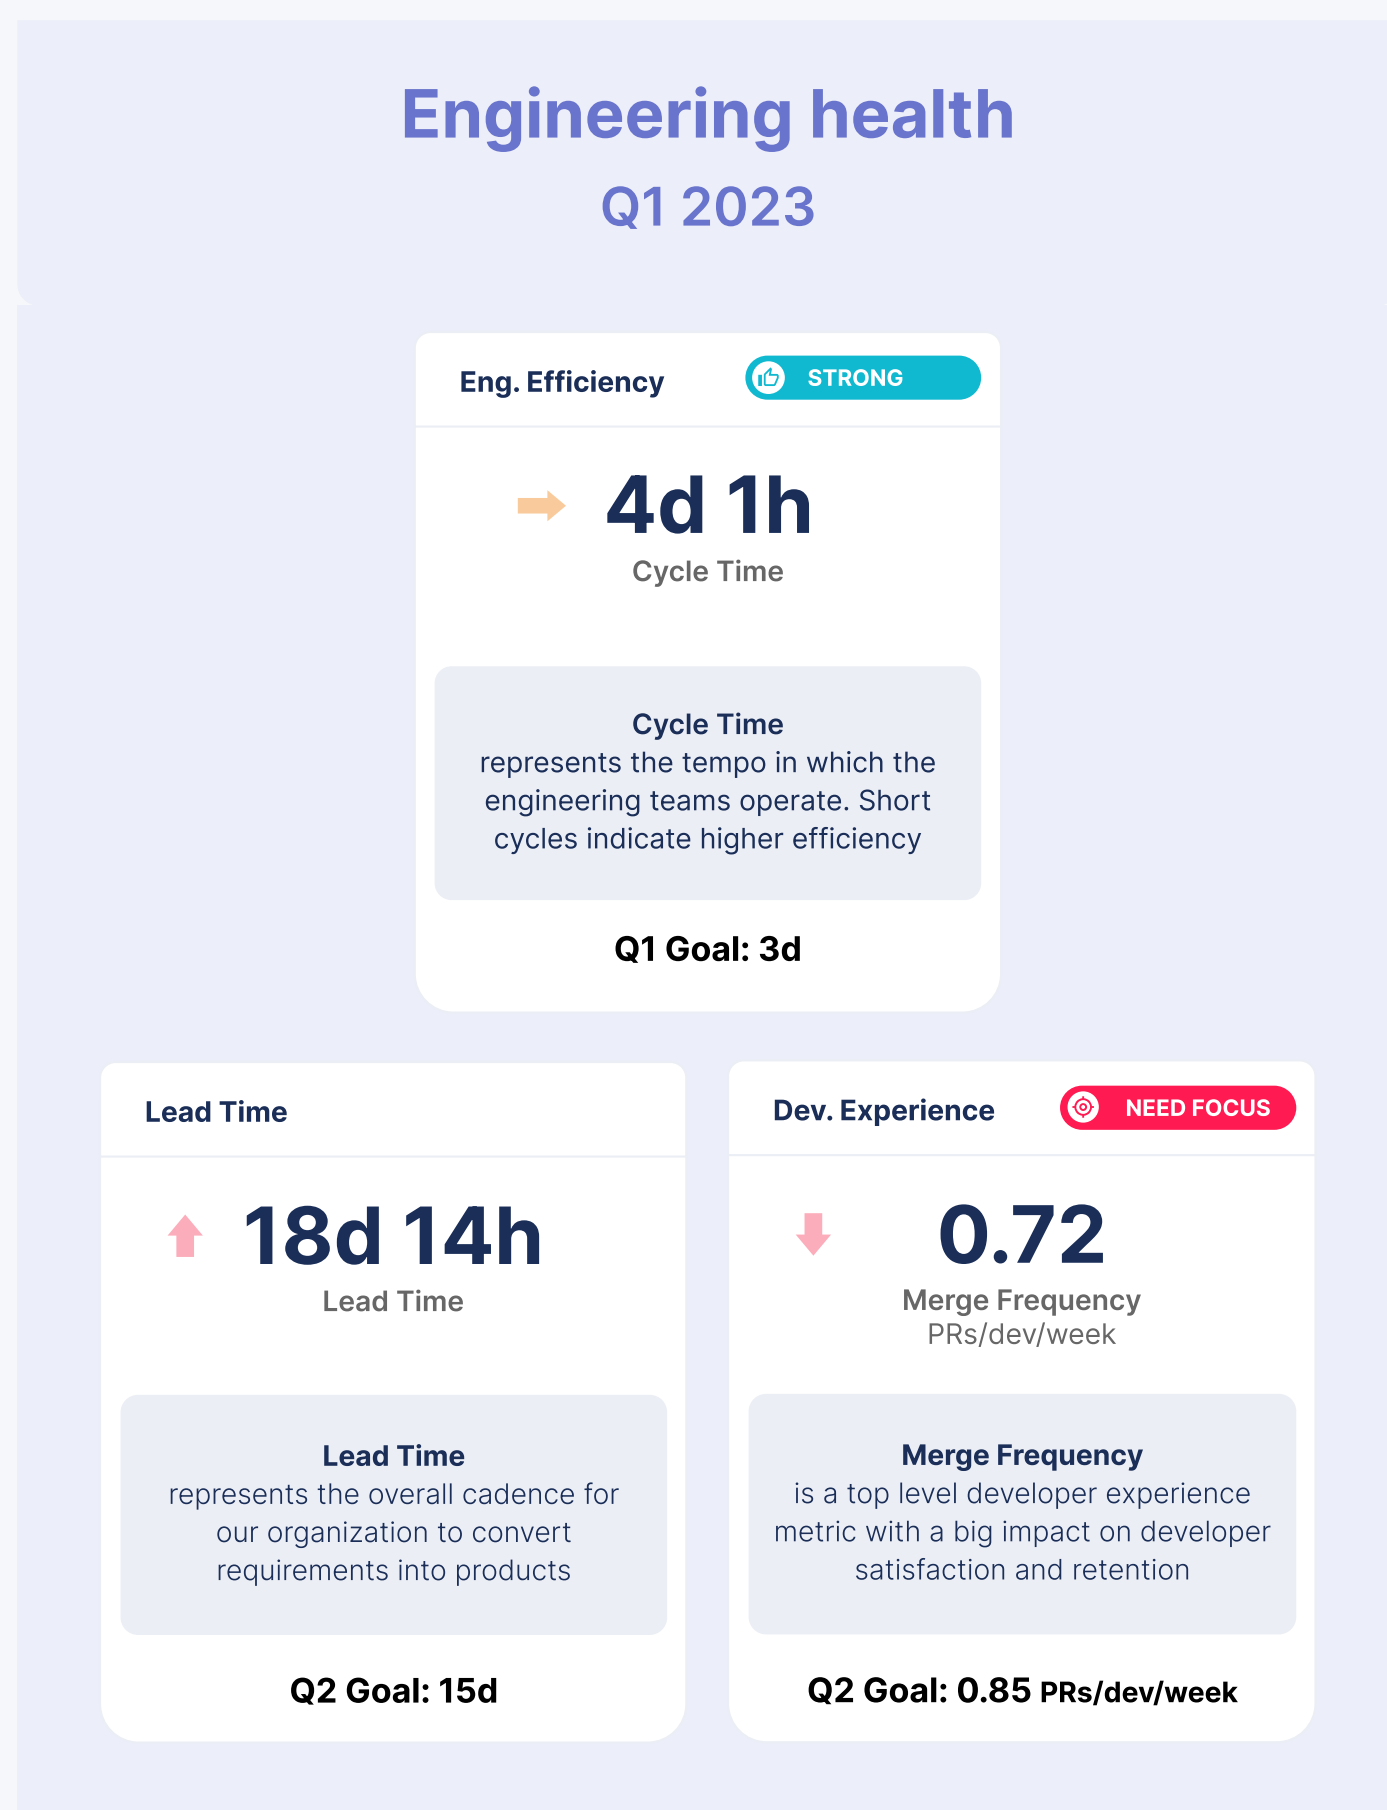 Engineering health
Q1 2023
Eng. Efficiency
STRONG
4d 1h
Cycle Time
Cycle Time
represents the tempo in which the
engineering teams operate. Short
cycles indicate higher efficiency
Q1 Goal: 3d
Lead Time
18d 14h
Lead Time
Lead Time
represents the overall cadence for
our organization to convert
requirements into products
Q2 Goal: 15d
Dev. Experience
NEED FOCUS
0.72
Merge Frequency
PRs/dev/week
Merge Frequency
is a top level developer experience
metric with a big impact on developer
satisfaction and retention
Q2 Goal: 0.85 PRs/dev/week